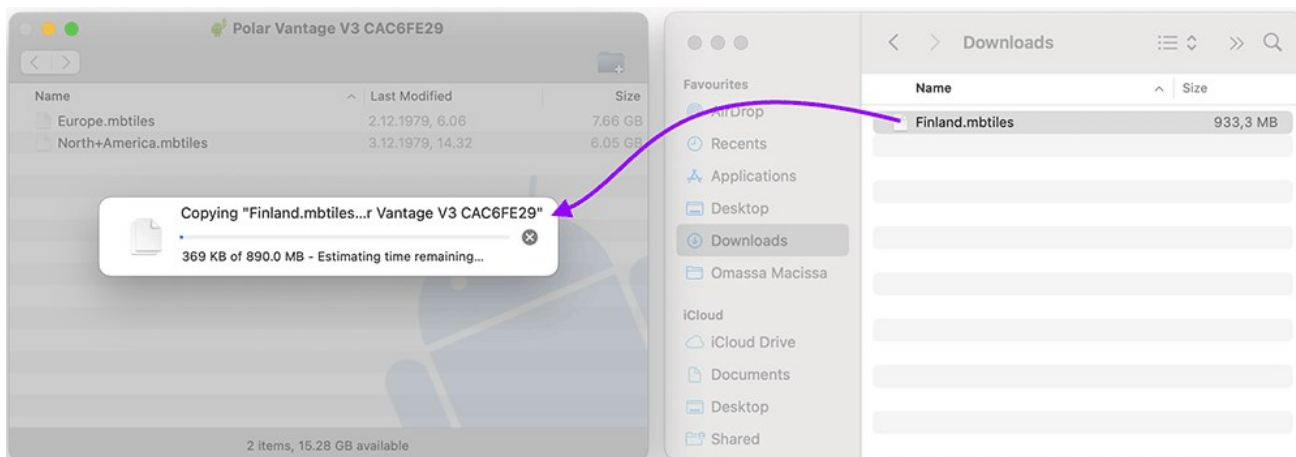 Polar Vantage V3 CAC6FE29
Name Last Modified Size
Europe.mbtiles 2.12.1979, 6.06 7.66 GB
North+America.mbtiles 3.12.1979, 14.32 6.05 GB
Copying "Finland.mbtiles...r Vantage V3 CAC6FE29"
369 KB of 890.0 MB - Estimating time remaining...
2 items, 15.28 GB available
Favourites
AirDrop
Recents
Applications
Desktop
Downloads
Omassa Macissa
iCloud
iCloud Drive
Documents
Desktop
Shared
Downloads
Name Size
Finland.mbtiles 933,3 MB